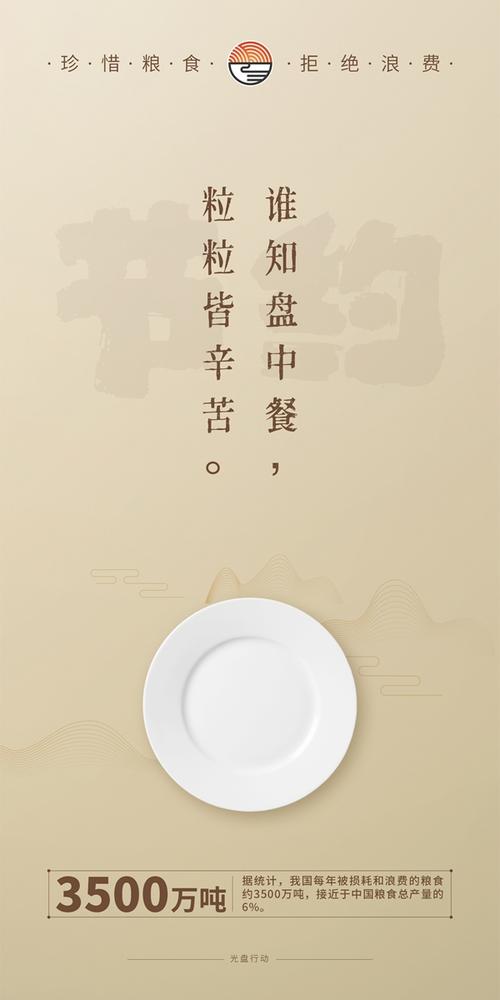 ·珍·惜·粮·食· ·拒·绝·浪·费·
节约
谁知盘中餐，
粒粒皆辛苦。
3500万吨
据统计，我国每年被损耗和浪费的粮食
约3500万吨，接近于中国粮食总产量的
6%。
光盘行动